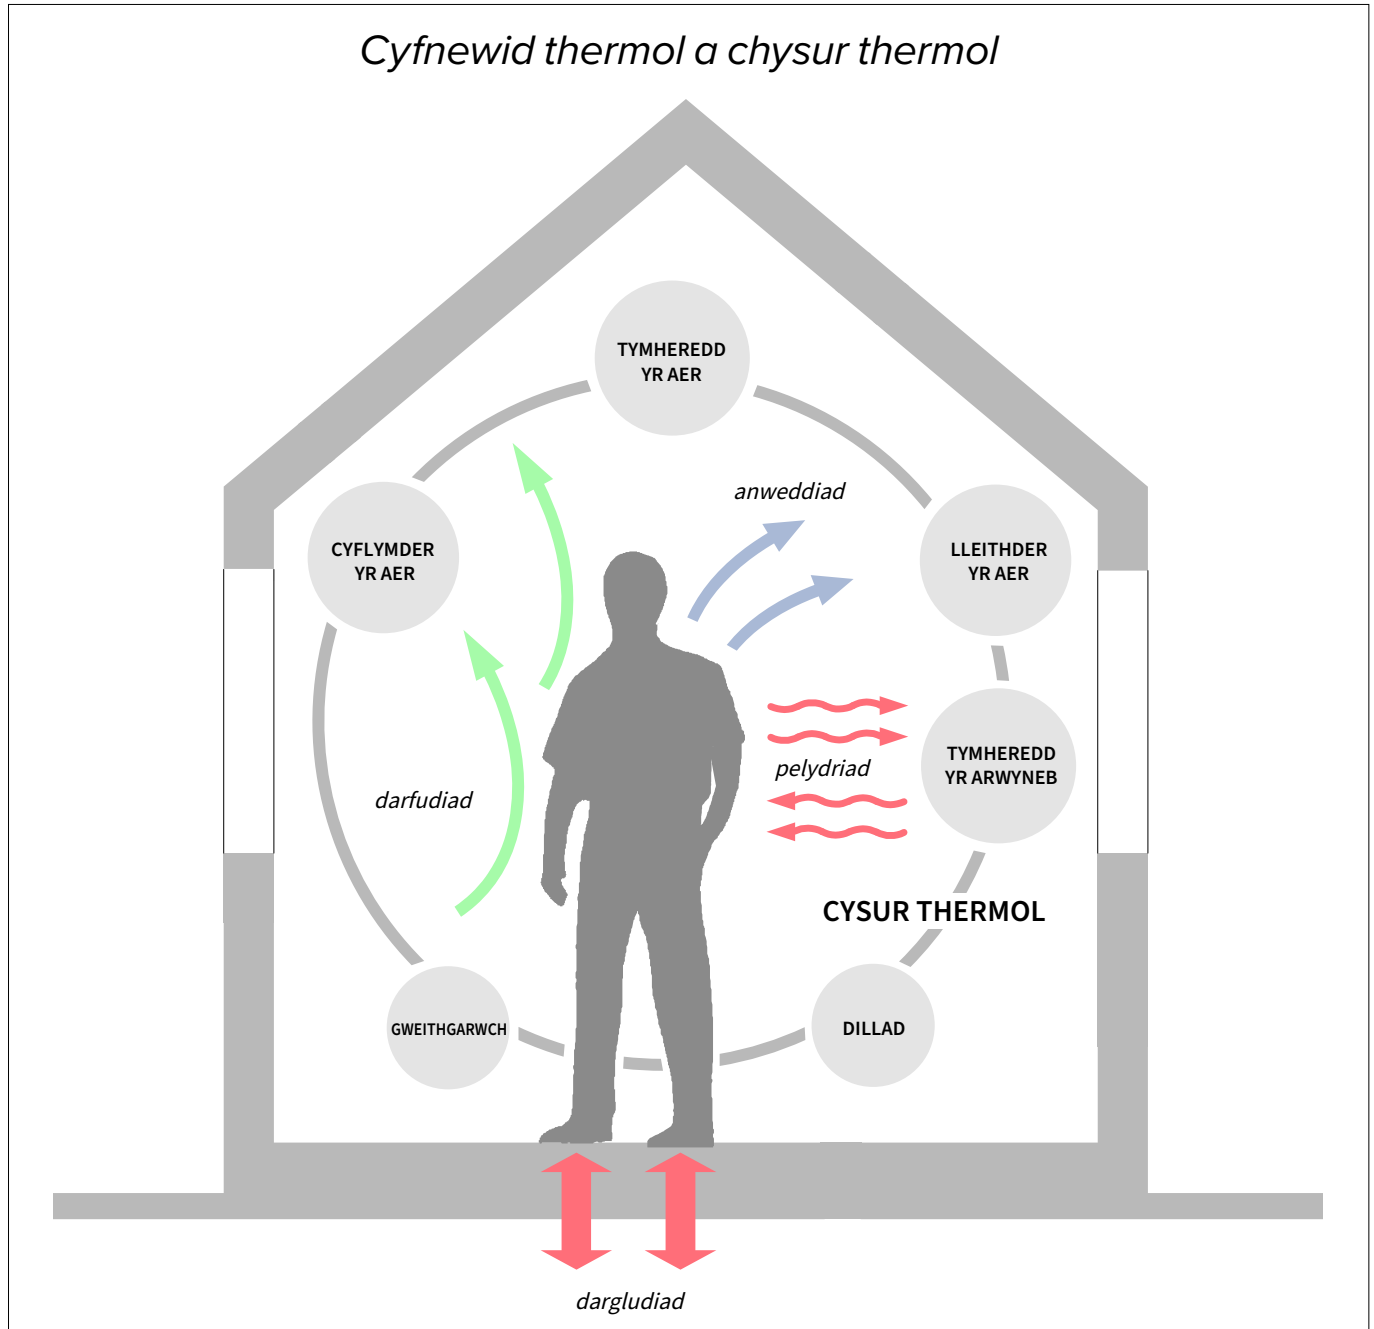 Cyfnewid thermol a chysur thermol
TYMHEREDD
YR AER
anweddiad
CYFLYMDER
YR AER
LLEITHDER
YR AER
TYMHEREDD
YR ARWYNEB
pelydriad
darfudiad
CYSUR THERMOL
GWEITHGARWCH
DILLAD
dargludiad